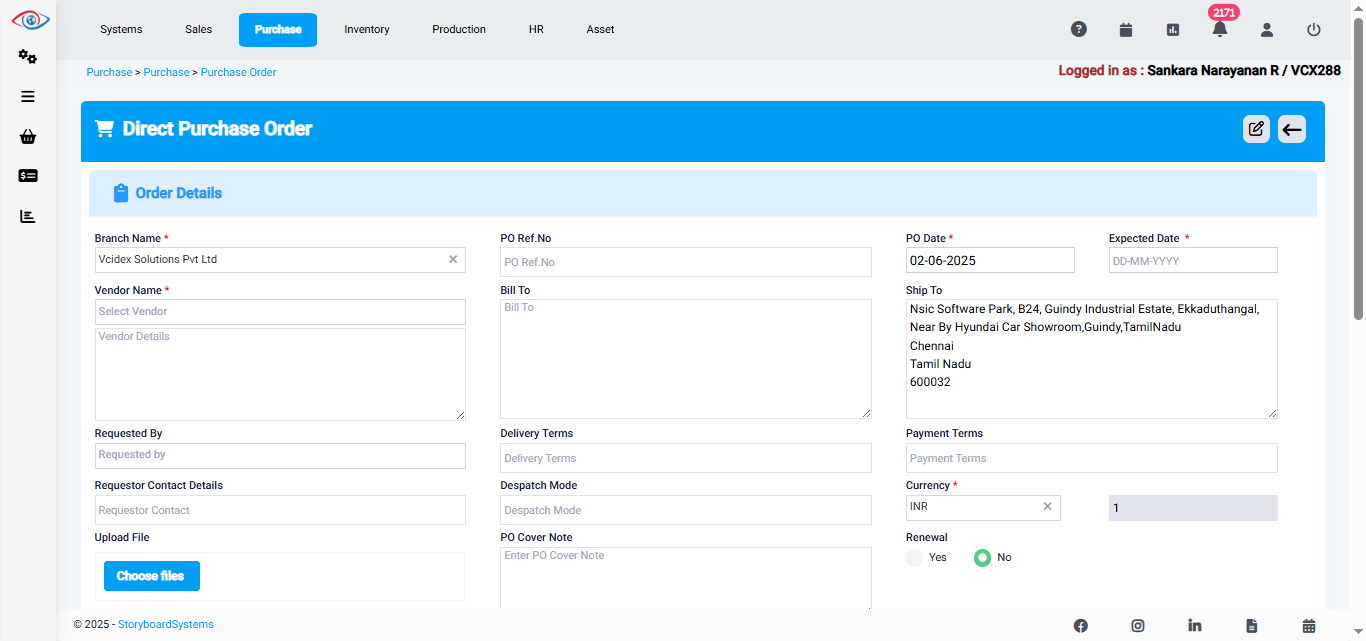 2171
Systems Sales Purchase Inventory Production HR Asset
Purchase > Purchase > Purchase Order
Logged in as : Sankara Narayanan R / VCX288
Direct Purchase Order
Order Details
Branch Name * PO Ref.No PO Date * Expected Date *
Vcidex Solutions Pvt Ltd PO Ref.No 02-06-2025 DD-MM-YYYY
Vendor Name * Bill To Ship To
Select Vendor
Vendor Details
Bill To
Nsic Software Park, B24, Guindy Industrial Estate, Ekkaduthangal,
Near By Hyundai Car Showroom,Guindy,TamilNadu
Chennai
Tamil Nadu
600032
Requested By Delivery Terms Payment Terms
Requested by Delivery Terms Payment Terms
Requestor Contact Details Despatch Mode Currency *
Requestor Contact Despatch Mode INR 1
Upload File PO Cover Note Renewal
Choose files Enter PO Cover Note Yes No
© 2025 - StoryboardSystems